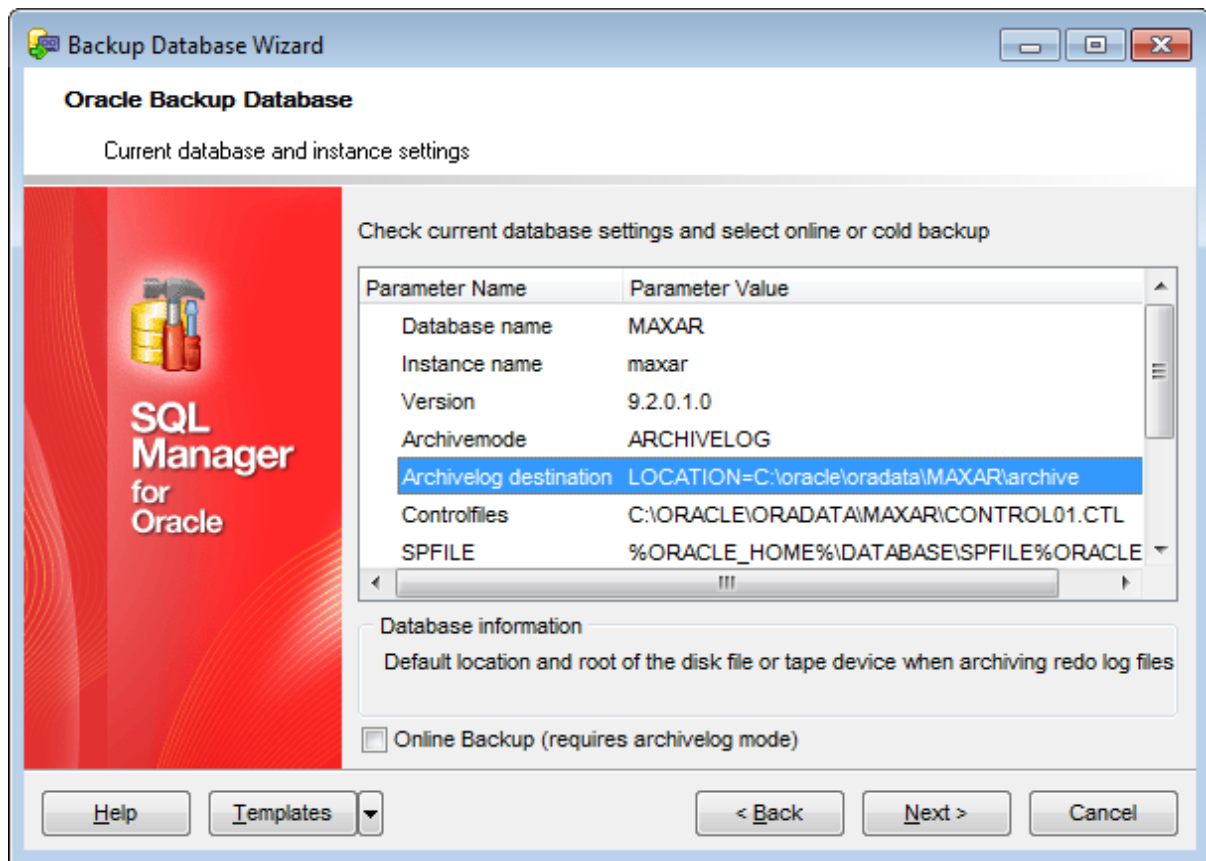 Backup Database Wizard
Oracle Backup Database
Current database and instance settings
SQL
Manager
for
Oracle
Check current database settings and select online or cold backup
Parameter Name Parameter Value
Database name MAXAR
Instance name maxar
Version 9.2.0.1.0
Archivemode ARCHIVELOG
Archivelog destination LOCATION=C:\oracle\oradata\MAXAR\archive
Controlfiles C:\ORACLE\ORADATA\MAXAR\CONTROL01.CTL
SPFILE %ORACLE_HOME%\DATABASE\SPFILE%ORACLE
Database information
Default location and root of the disk file or tape device when archiving redo log files
Online Backup (requires archivelog mode)
Help Templates < Back Next > Cancel